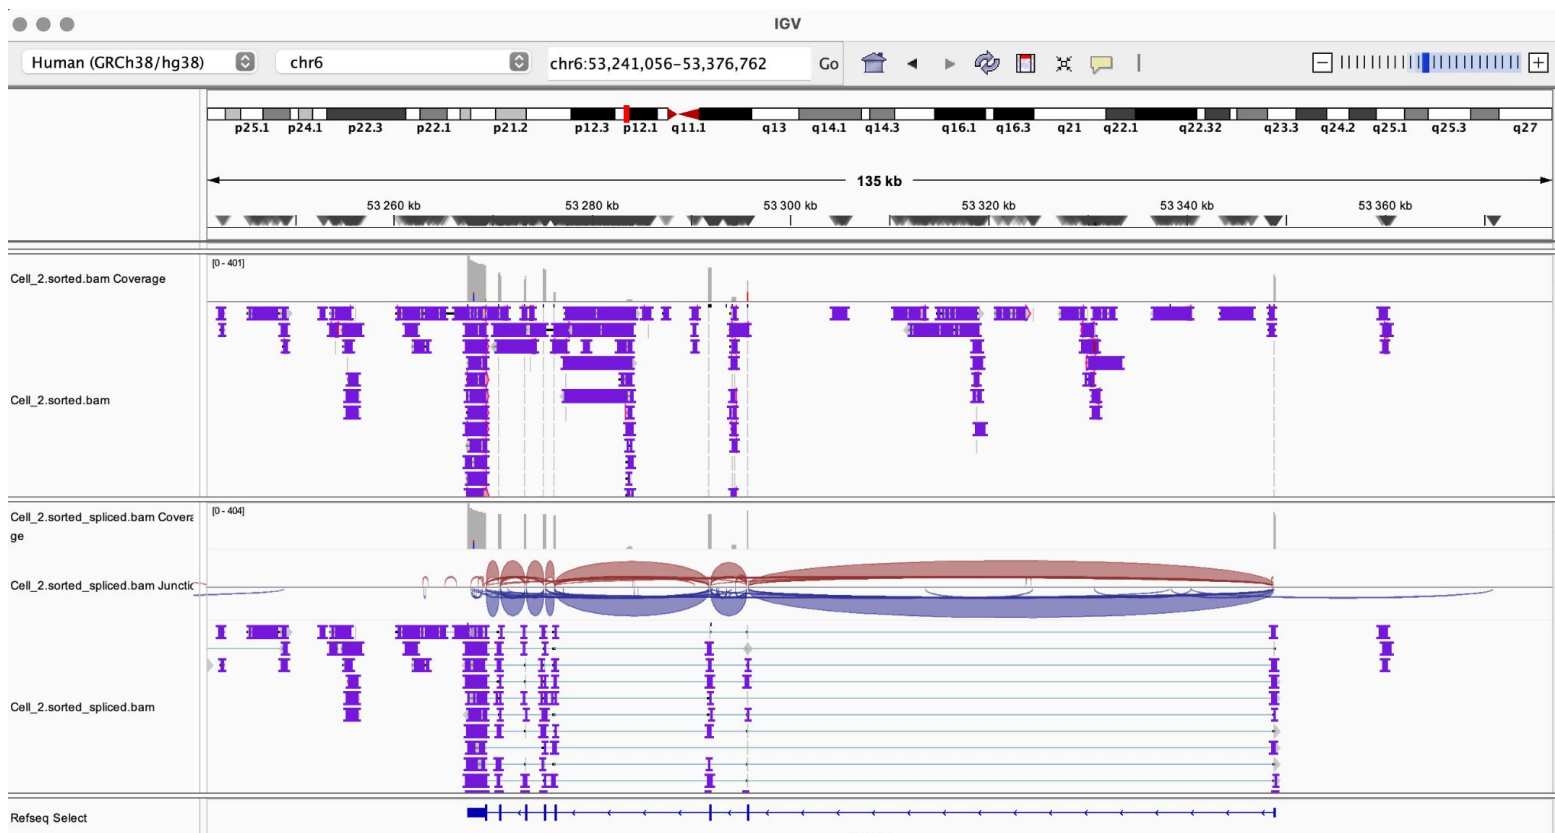 IGV
Human (GRCh38/hg38) chr6 chr6:53,241,056-53,376,762 Go
p25.1 p24.1 p22.3 p22.1 p21.2 p12.3 p12.1 q11.1 q13 q14.1 q14.3 q16.1 q16.3 q21 q22.1 q22.32 q23.3 q24.2 q25.1 q25.3 q27
135 kb
53 260 kb 53 280 kb 53 300 kb 53 320 kb 53 340 kb 53 360 kb
[0 - 401]
Cell_2.sorted.bam Coverage
Cell_2.sorted.bam
[0 - 404]
Cell_2.sorted_spliced.bam Covera
ge
Cell_2.sorted_spliced.bam Junctic
Cell_2.sorted_spliced.bam
Refseq Select